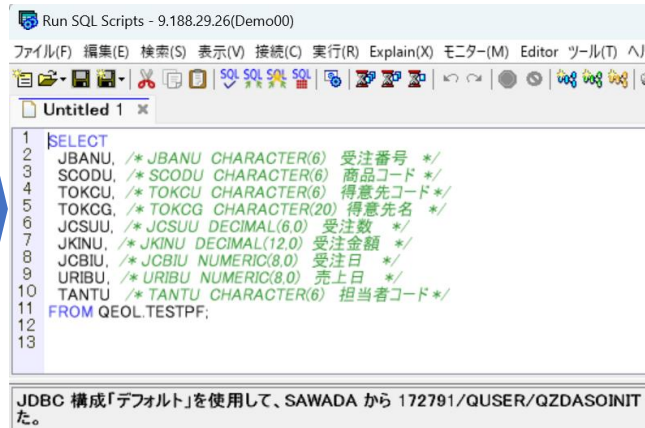 Run SQL Scripts - 9.188.29.26(Demo00)
ファイル(F) 編集(E) 検索(S) 表示(V) 接続(C) 実行(R) Explain(X) モニター(M) Editor ツール(T)
SQL SQL SQL SQL
Untitled 1
1 SELECT
2 JBANU, /* JBANU CHARACTER(6) 受注番号 */
3 SCODU, /* SCODU CHARACTER(6) 商品コード */
4 TOKCU, /* TOKCU CHARACTER(6) 得意先コード*/
5 TOKCG, /* TOKCG CHARACTER(20) 得意先名 */
6 JCSUU, /* JCSUU DECIMAL(6,0) 受注数 */
7 JKINU, /* JKINU DECIMAL(12,0) 受注金額 */
8 JCBIU, /* JCBIU NUMERIC(8,0) 受注日 */
9 URIBU, /* URIBU NUMERIC(8,0) 売上日 */
10 TANTU /* TANTU CHARACTER(6) 担当者コード*/
11 FROM QEOL.TESTPF;
12
13
JDBC 構成「デフォルト」を使用して、SAWADA から 172791/QUSER/QZDASOINIT
た。